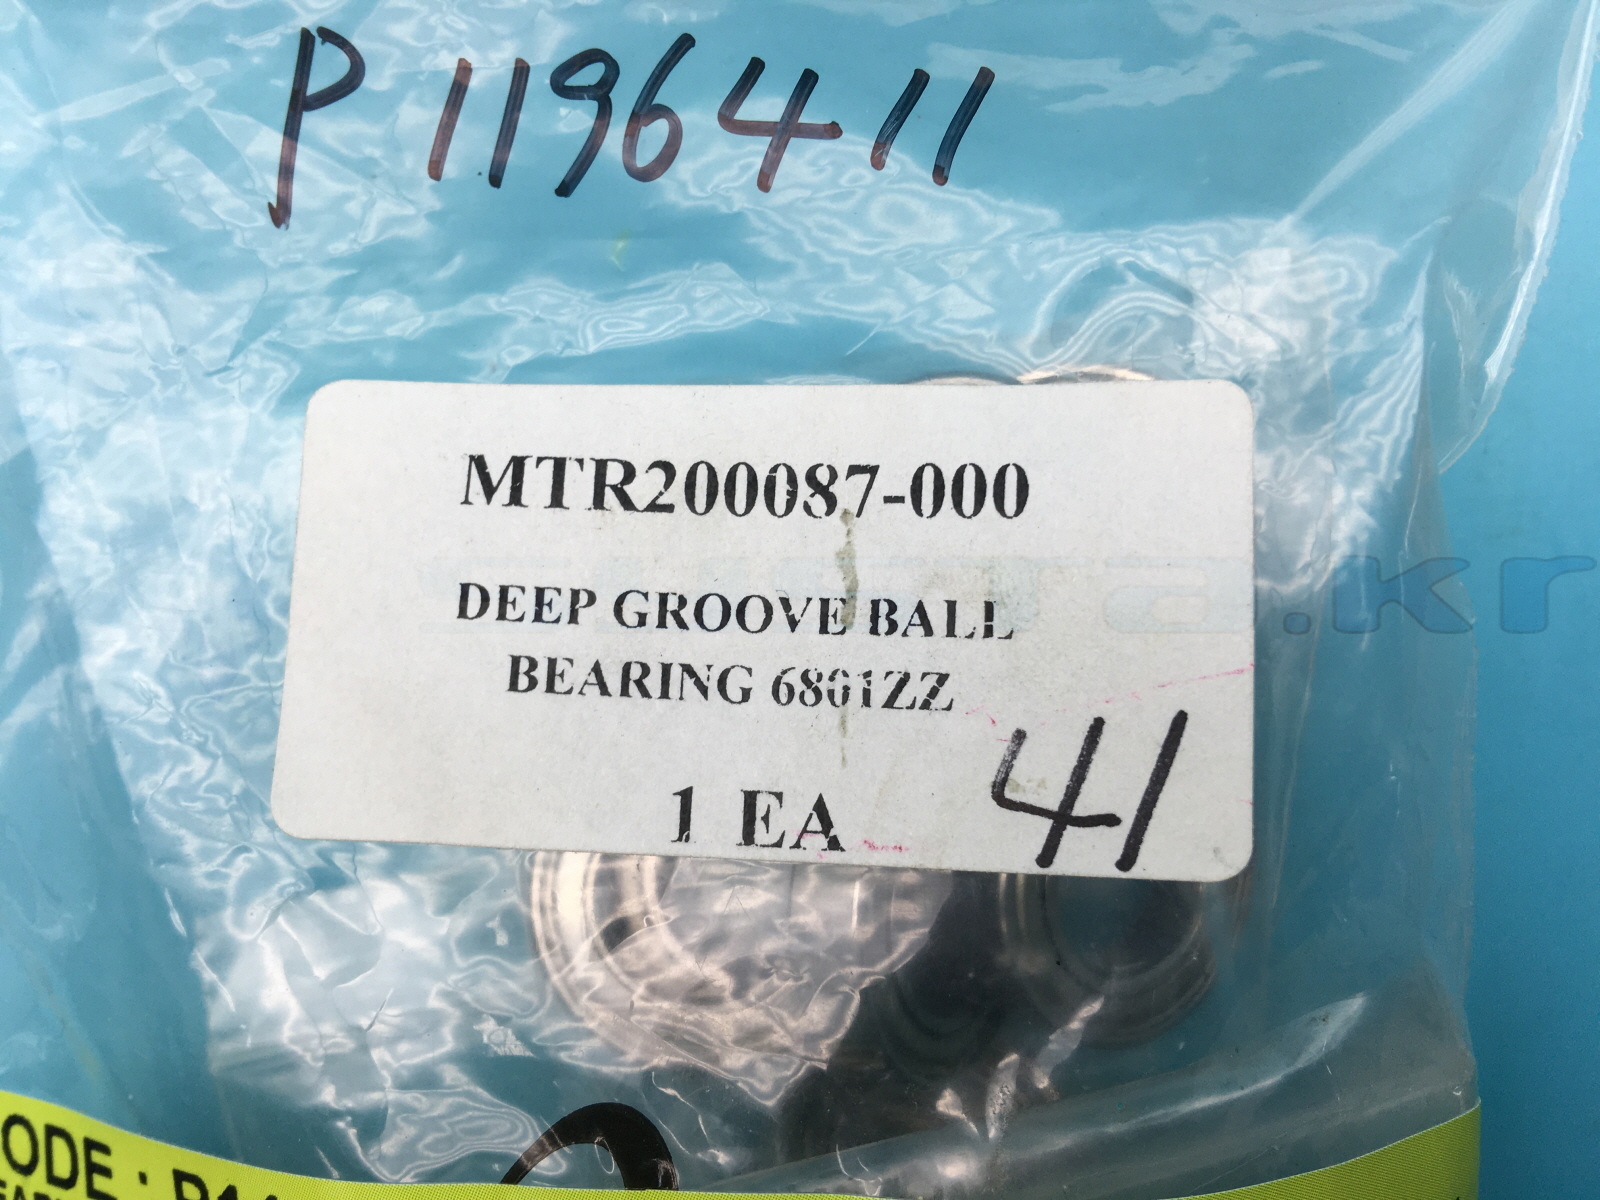 P1196411
MTR200087-000
DEEP GROOVE BALL
BEARING 6801ZZ
1 EA
41
ODE :